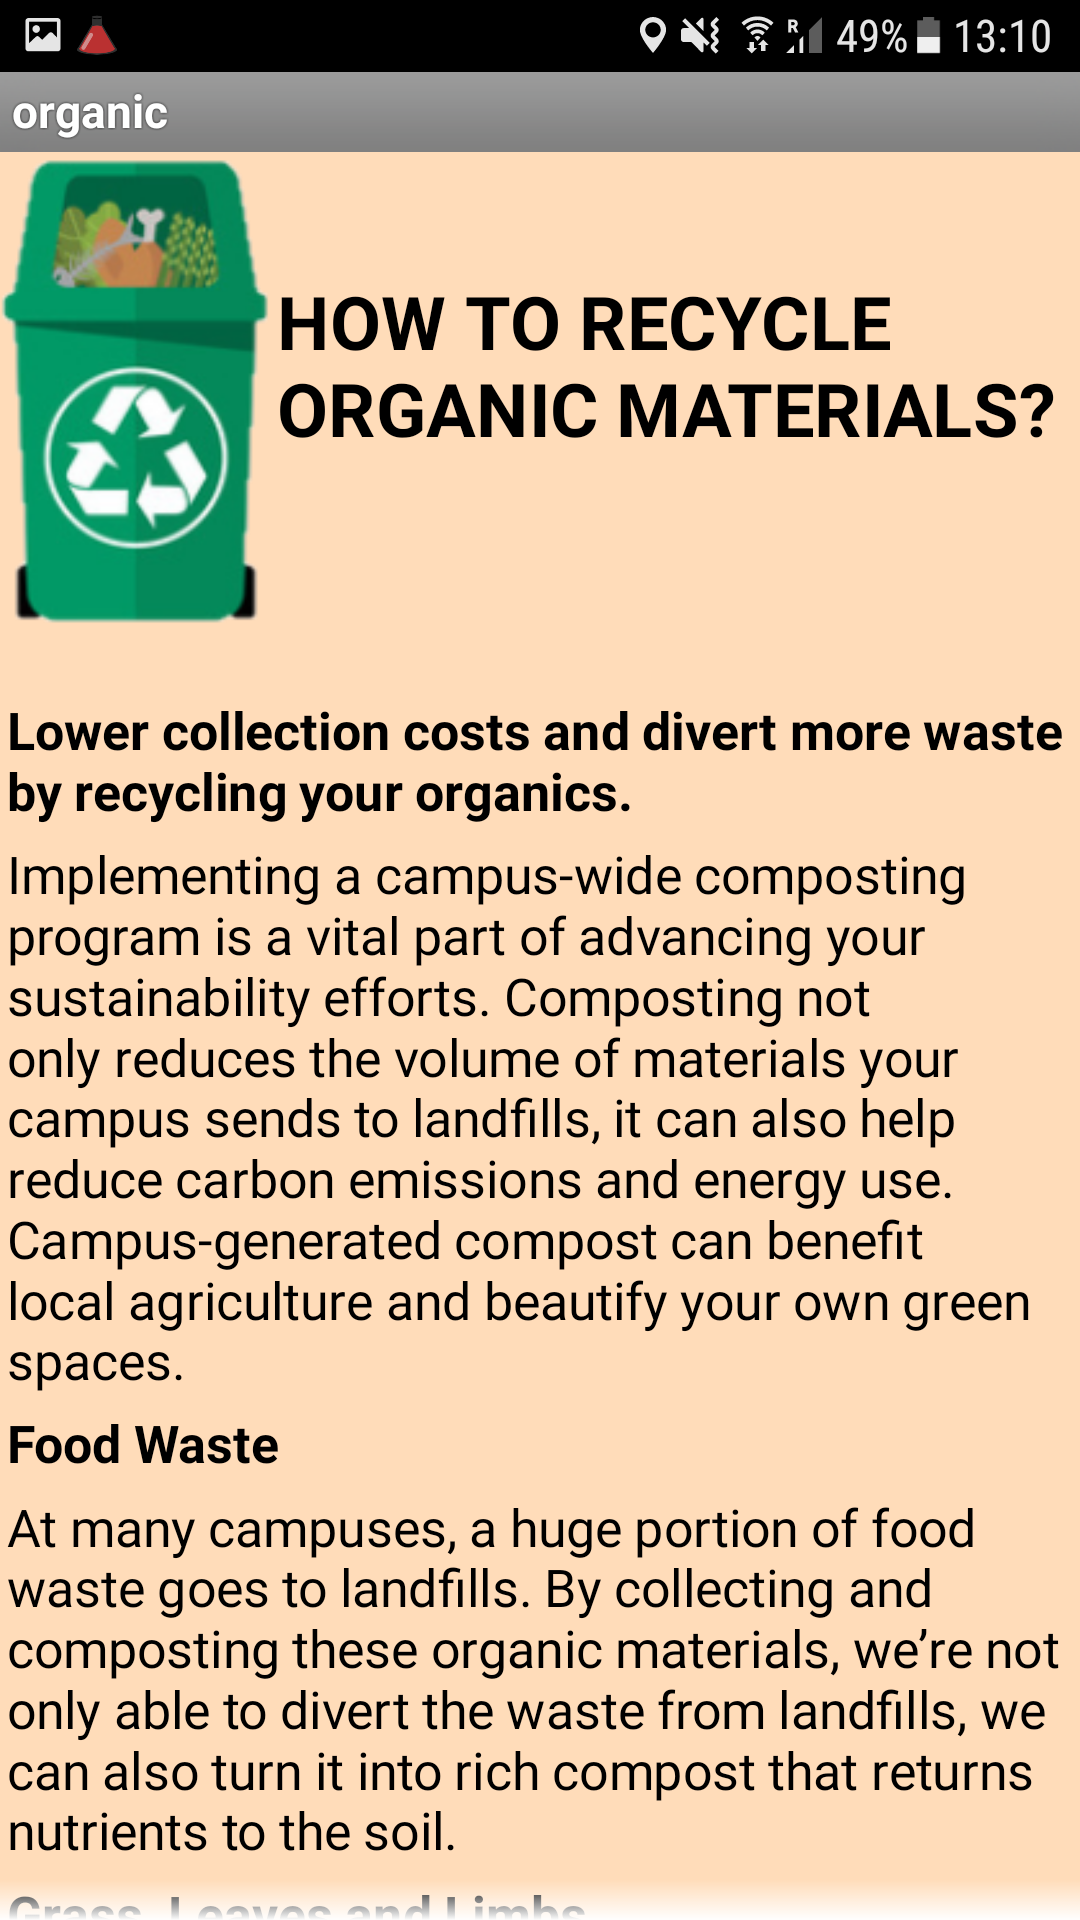 R 49% 13:10
organic
HOW TO RECYCLE
ORGANIC MATERIALS?
Lower collection costs and divert more waste
by recycling your organics.
Implementing a campus-wide composting
program is a vital part of advancing your
sustainability efforts. Composting not
only reduces the volume of materials your
campus sends to landfills, it can also help
reduce carbon emissions and energy use.
Campus-generated compost can benefit
local agriculture and beautify your own green
spaces.
Food Waste
At many campuses, a huge portion of food
waste goes to landfills. By collecting and
composting these organic materials, we’re not
only able to divert the waste from landfills, we
can also turn it into rich compost that returns
nutrients to the soil.
Grass, Leaves and Limbs